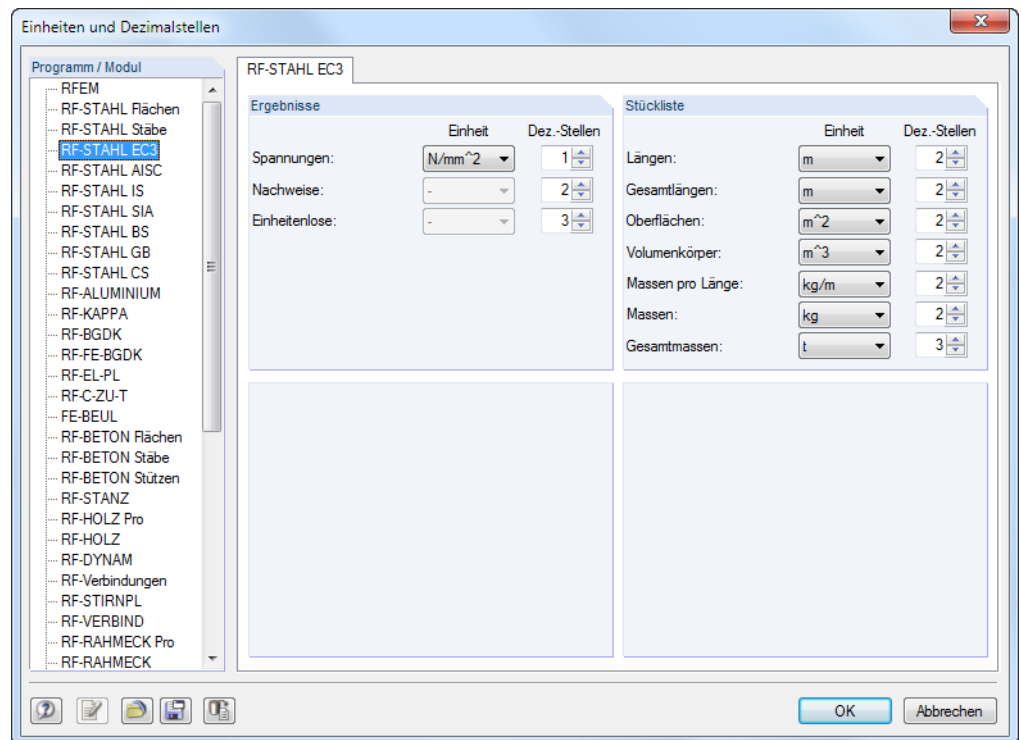 Einheiten und Dezimalstellen
Programm / Modul
RFEM
RF-STAHL Flächen
RF-STAHL Stäbe
RF-STAHL EC3
RF-STAHL AISC
RF-STAHL IS
RF-STAHL SIA
RF-STAHL BS
RF-STAHL GB
RF-STAHL CS
RF-ALUMINIUM
RF-KAPPA
RF-BGDK
RF-FE-BGDK
RF-EL-PL
RF-C-ZU-T
FE-BEUL
RF-BETON Flächen
RF-BETON Stäbe
RF-BETON Stützen
RF-STANZ
RF-HOLZ Pro
RF-HOLZ
RF-DYNAM
RF-Verbindungen
RF-STIRNPL
RF-VERBIND
RF-RAHMECK Pro
RF-RAHMECK
RF-STAHL EC3
Ergebnisse
Einheit Dez.-Stellen
Spannungen: N/mm^2 1
Nachweise: - 2
Einheitenlose: - 3
Stückliste
Einheit Dez.-Stellen
Längen: m 2
Gesamtlängen: m 2
Oberflächen: m^2 2
Volumenkörper: m^3 2
Massen pro Länge: kg/m 2
Massen: kg 2
Gesamtmassen: t 3
OK Abbrechen